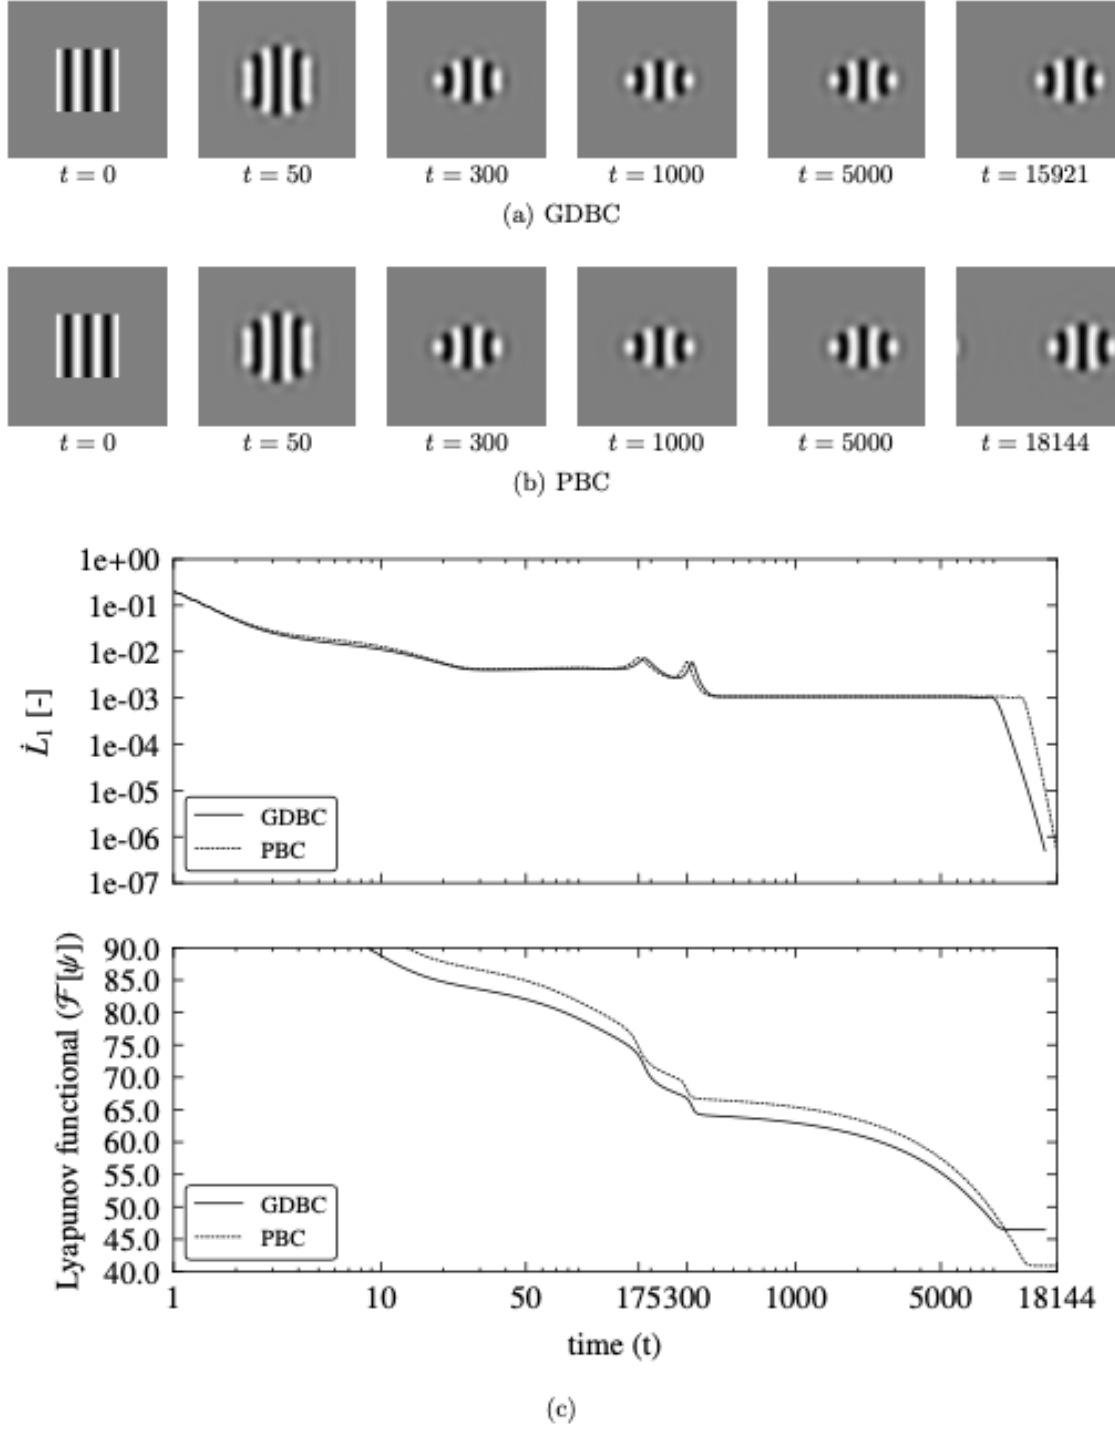 t = 0 t = 50 t = 300 t = 1000 t = 5000 t = 15921
(a) GDBC
t = 0 t = 50 t = 300 t = 1000 t = 5000 t = 18144
(b) PBC
1e+00
1e-01
1e-02
1e-03
1e-04
1e-05
1e-06
1e-07
L̇₁ [-]
GDBC
PBC
90.0
85.0
80.0
75.0
70.0
65.0
60.0
55.0
50.0
45.0
40.0
Lyapunov functional (ℱ[ψ])
GDBC
PBC
1 10 50 175300 1000 5000 18144
time (t)
(c)